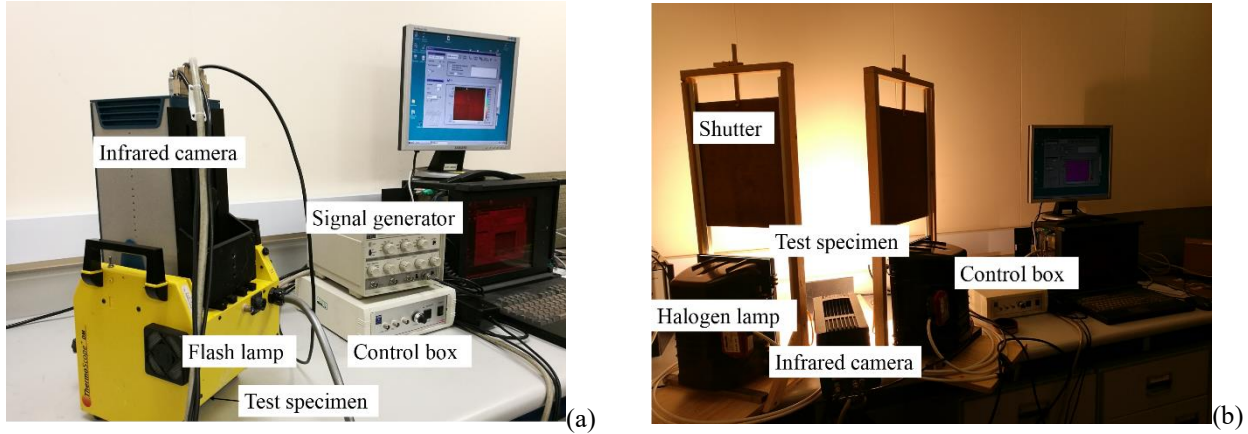 Infrared camera
Signal generator
Flash lamp
Control box
Test specimen
ThermoScope
(a)
Shutter
Test specimen
Control box
Halogen lamp
Infrared camera
(b)